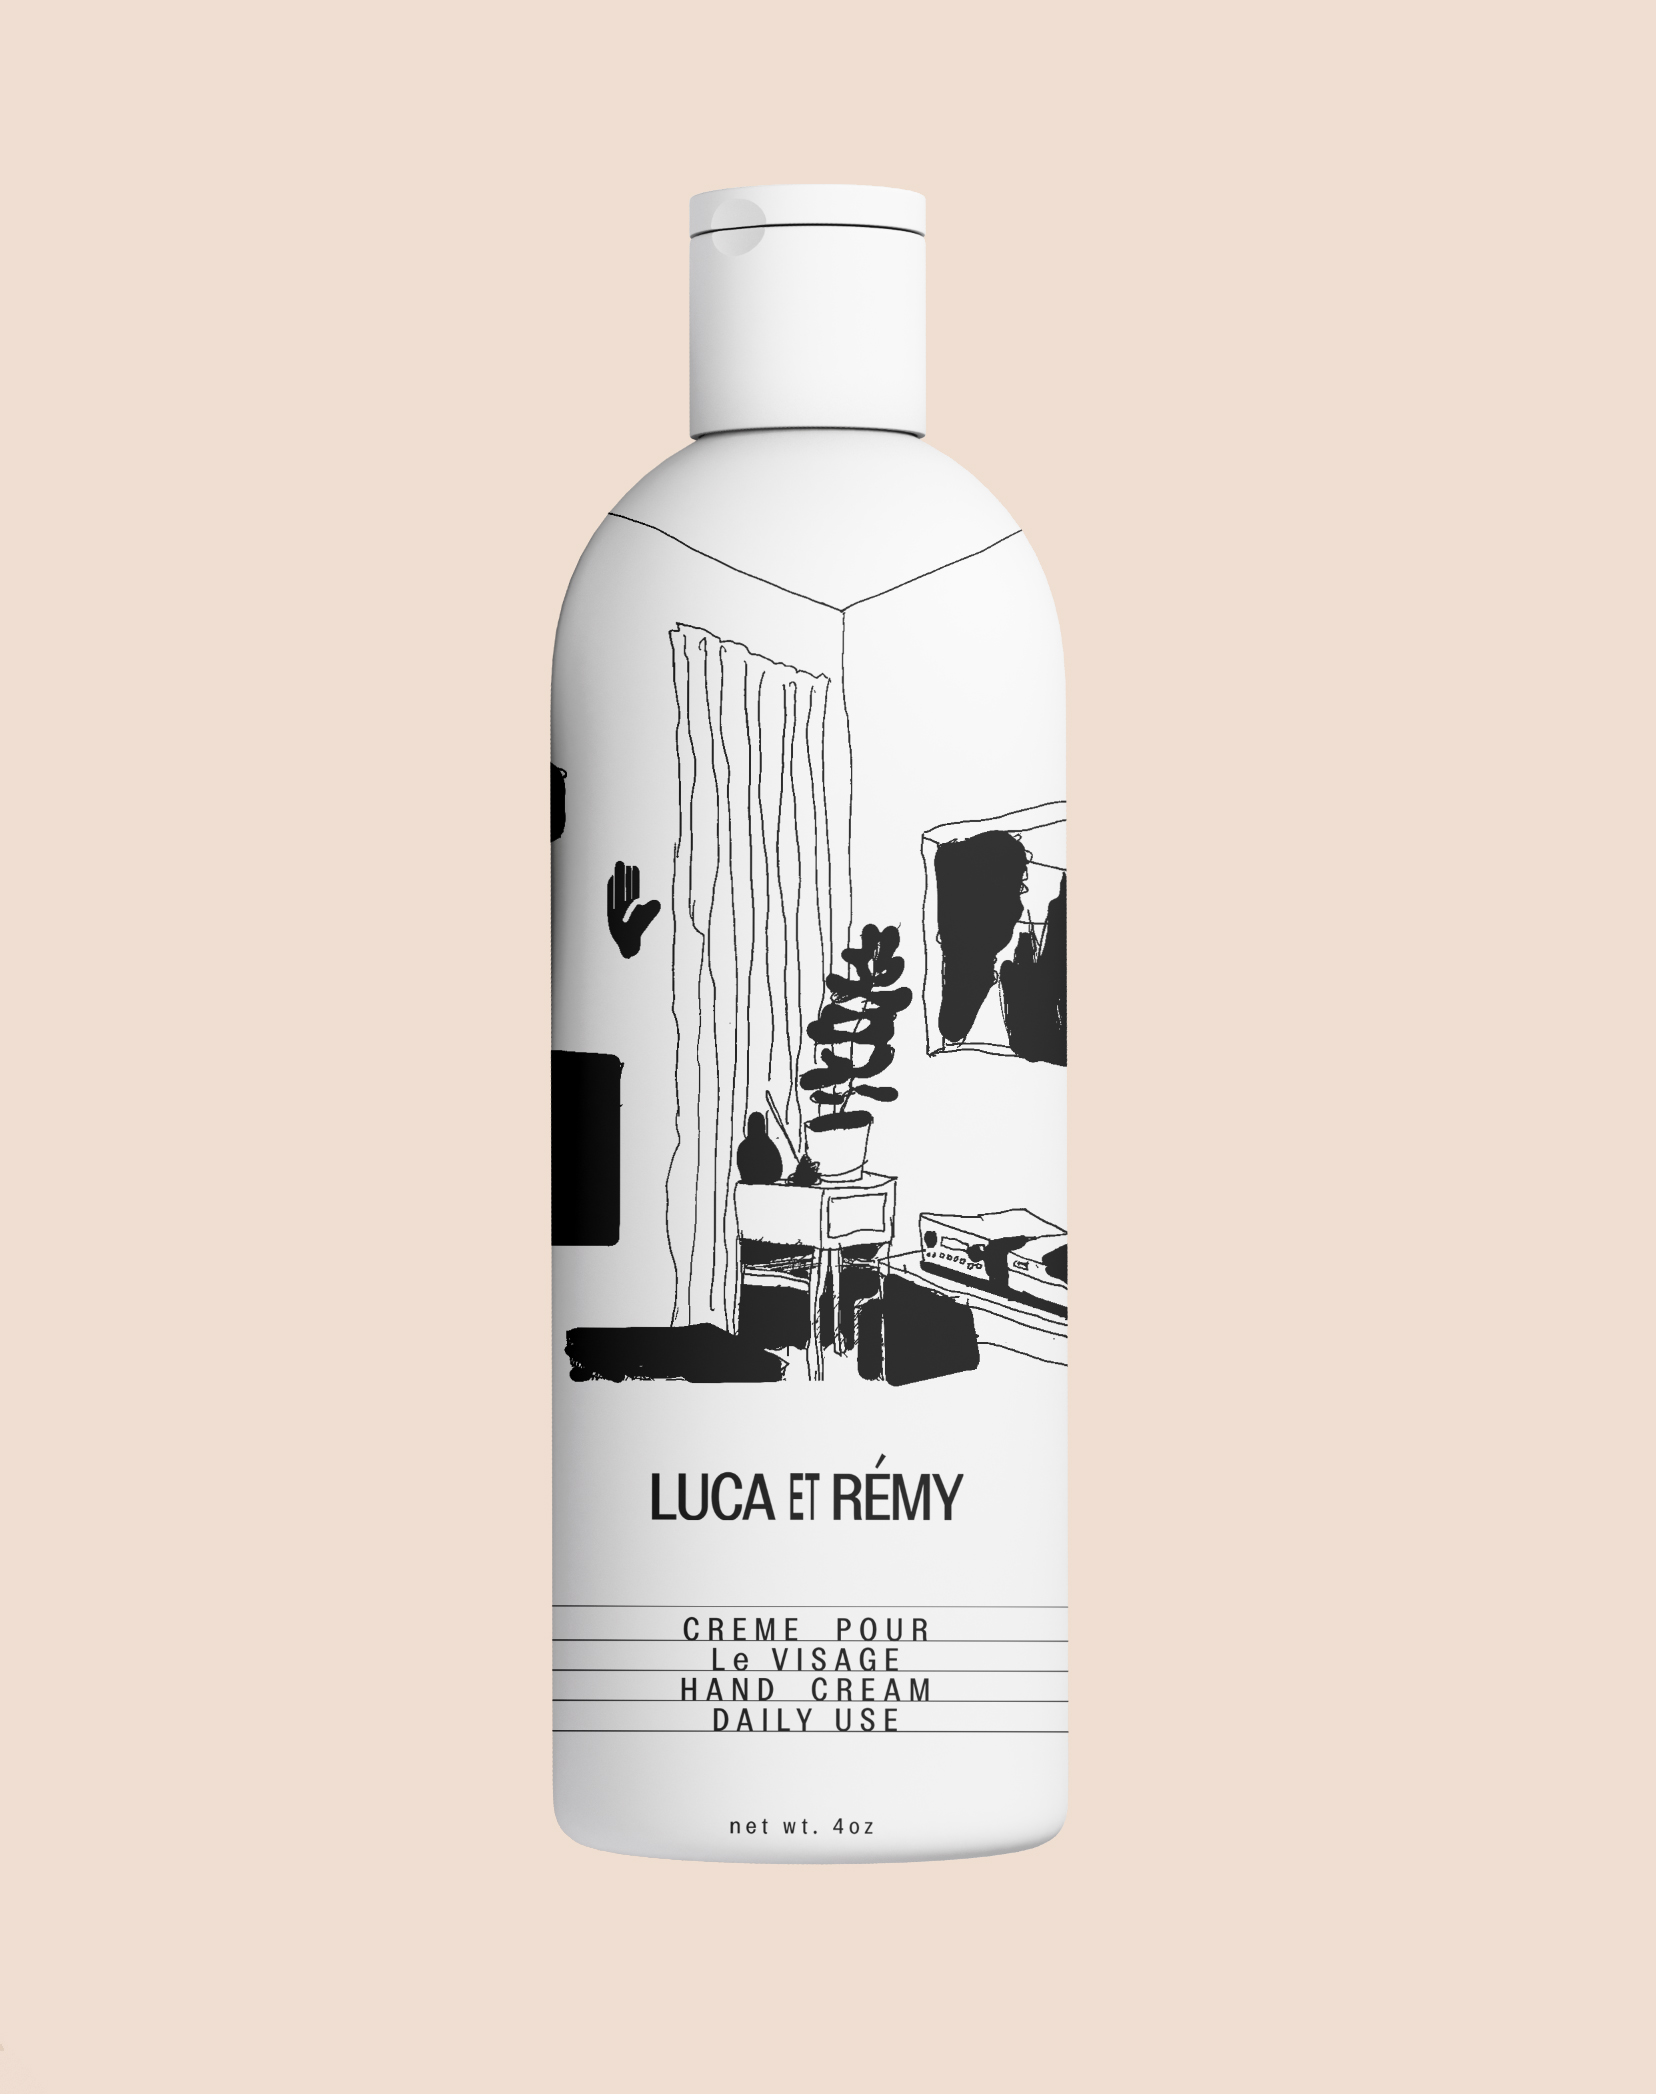 LUCA ET RÉMY
CREME POUR
Le VISAGE
HAND CREAM
DAILY USE
net wt. 4oz